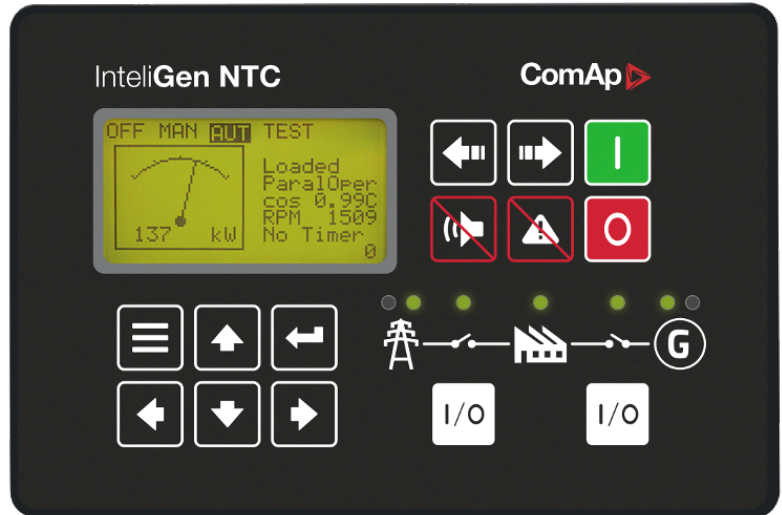 InteliGen NTC
ComAp
OFF MAN AUT TEST
Loaded
ParalOper
cos 0.99C
RPM 1509
No Timer
0
137 kW
I
O
G
I/O
I/O